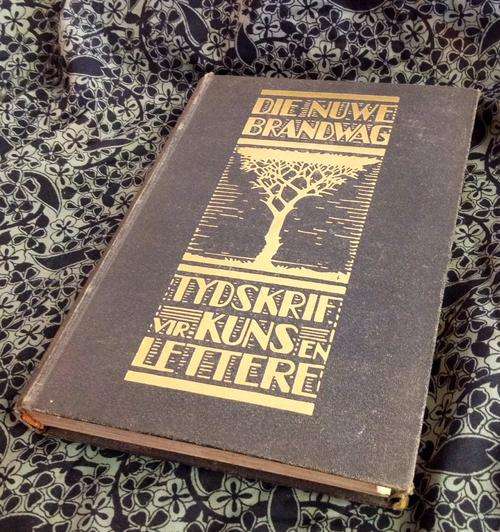 DIE NUWE
BRANDWAG
TYDSKRIF
VIR KUNS EN
LETTERE